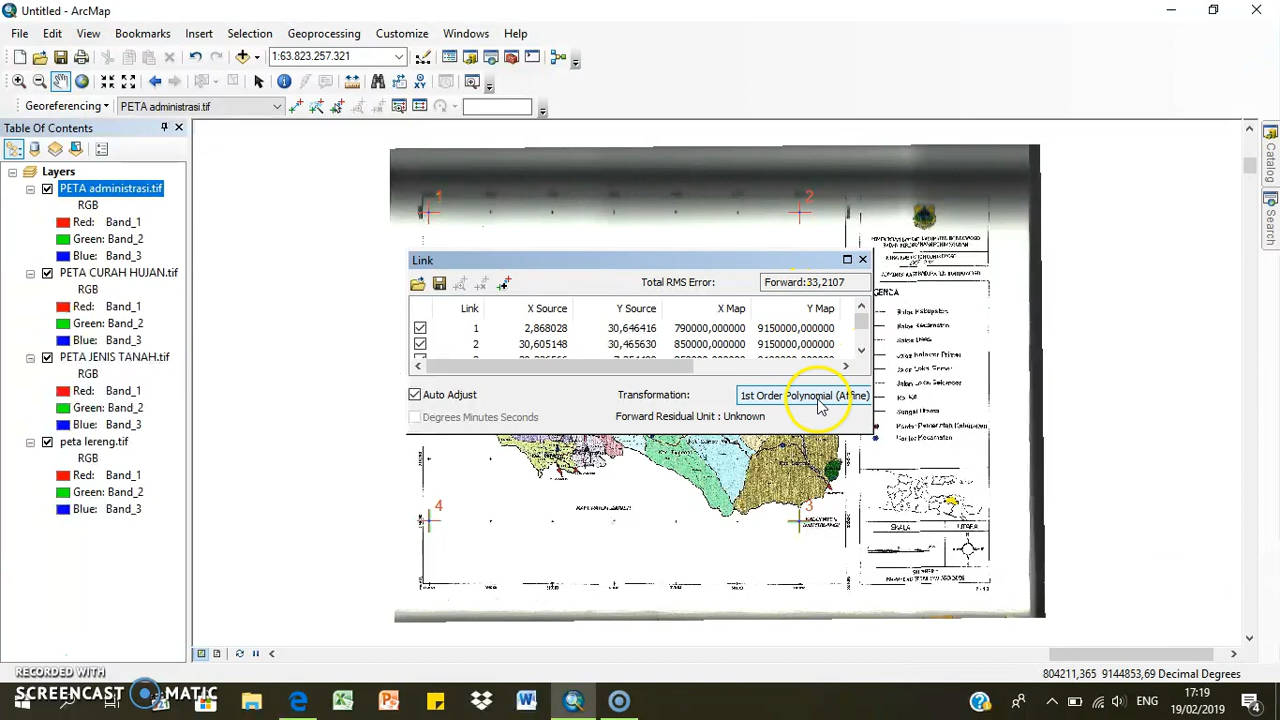 Untitled - ArcMap
File Edit View Bookmarks Insert Selection Geoprocessing Customize Windows Help
1:63.823.257.321
Georeferencing PETA administrasi.tif
Table Of Contents
Layers
PETA administrasi.tif
RGB
Red: Band_1
Green: Band_2
Blue: Band_3
PETA CURAH HUJAN.tif
RGB
Red: Band_1
Green: Band_2
Blue: Band_3
PETA JENIS TANAH.tif
RGB
Red: Band_1
Green: Band_2
Blue: Band_3
peta lereng.tif
RGB
Red: Band_1
Green: Band_2
Blue: Band_3
1
2
Link
Total RMS Error: Forward:33,2107
Link X Source Y Source X Map Y Map
1 2,868028 30,646416 790000,000000 9150000,000000
2 30,605148 30,465630 850000,000000 9150000,000000
Auto Adjust Transformation: 1st Order Polynomial (Affine)
Degrees Minutes Seconds Forward Residual Unit : Unknown
4
3
SKALA UTARA
Catalog
Search
804211,365 9144853,69 Decimal Degrees
RECORDED WITH
SCREENCAST MATIC
ENG
17:19
19/02/2019
4